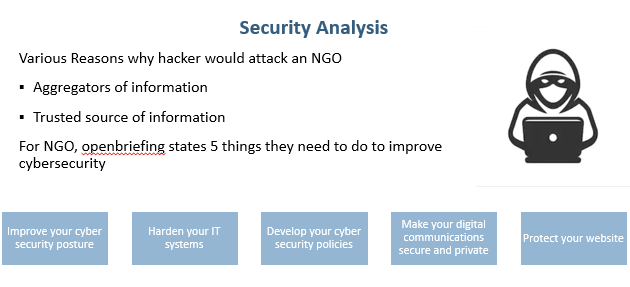 Security Analysis
Various Reasons why hacker would attack an NGO
▪ Aggregators of information
▪ Trusted source of information
For NGO, openbriefing states 5 things they need to do to improve
cybersecurity
Improve your cyber
security posture
Harden your IT
systems
Develop your cyber
security policies
Make your digital
communications
secure and private
Protect your website